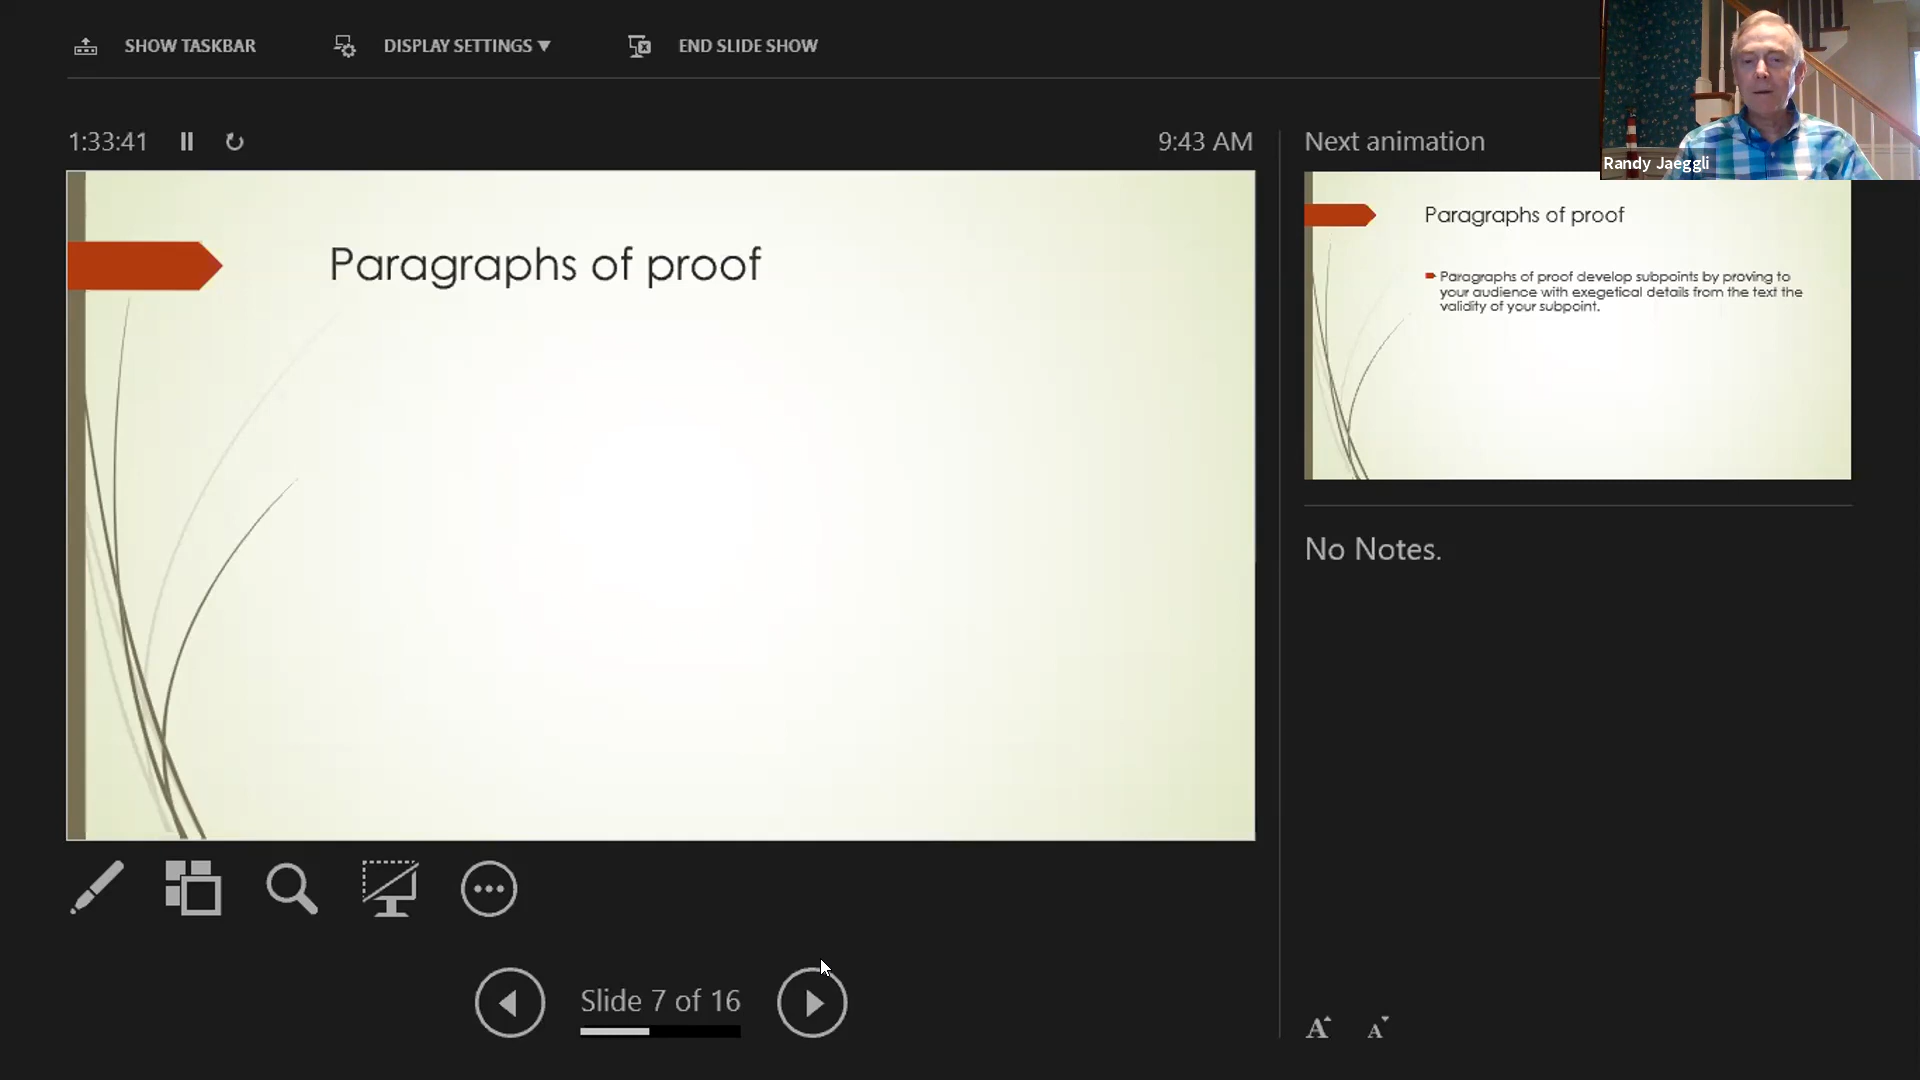 SHOW TASKBAR
DISPLAY SETTINGS ▼
END SLIDE SHOW
1:33:41
9:43 AM
Next animation
Randy Jaeggli
Paragraphs of proof
Paragraphs of proof
Paragraphs of proof develop subpoints by proving to
your audience with exegetical details from the text the
validity of your subpoint.
No Notes.
Slide 7 of 16
A A